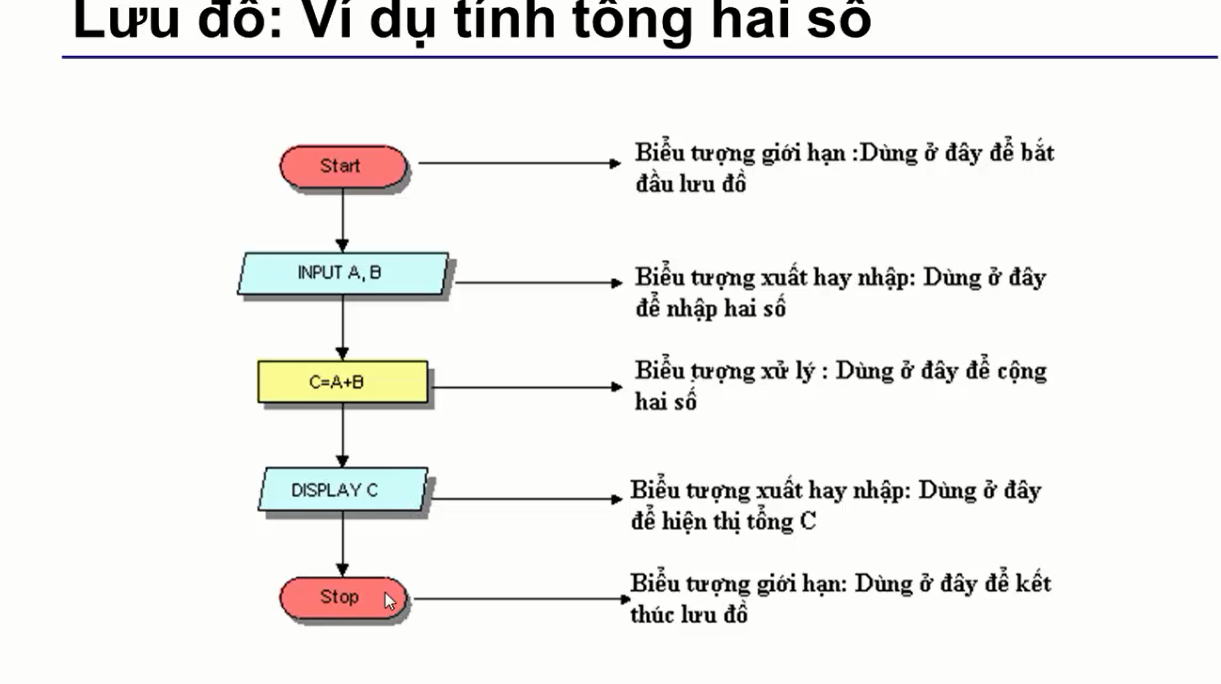 Lưu đồ: Ví dụ tính tổng hai số
Start
Biểu tượng giới hạn :Dùng ở đây để bắt
đầu lưu đồ
INPUT A, B
Biểu tượng xuất hay nhập: Dùng ở đây
để nhập hai số
C=A+B
Biểu tượng xử lý : Dùng ở đây để cộng
hai số
DISPLAY C
Biểu tượng xuất hay nhập: Dùng ở đây
để hiện thị tổng C
Stop
Biểu tượng giới hạn: Dùng ở đây để kết
thúc lưu đồ